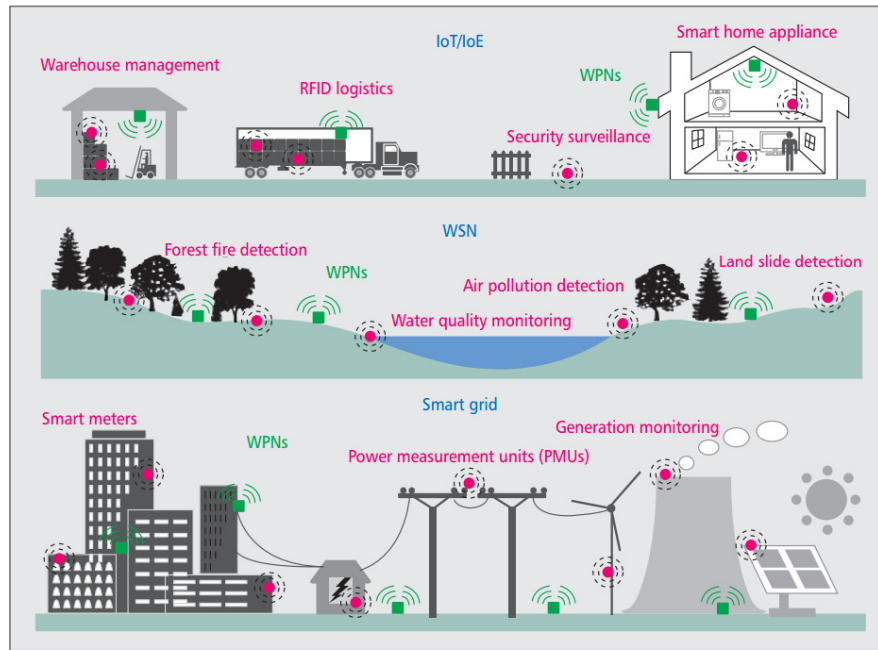 IoT/IoE
Smart home appliance
Warehouse management
WPNs
RFID logistics
Security surveillance
WSN
Forest fire detection
Land slide detection
WPNs
Air pollution detection
Water quality monitoring
Smart grid
Smart meters
Generation monitoring
WPNs
Power measurement units (PMUs)